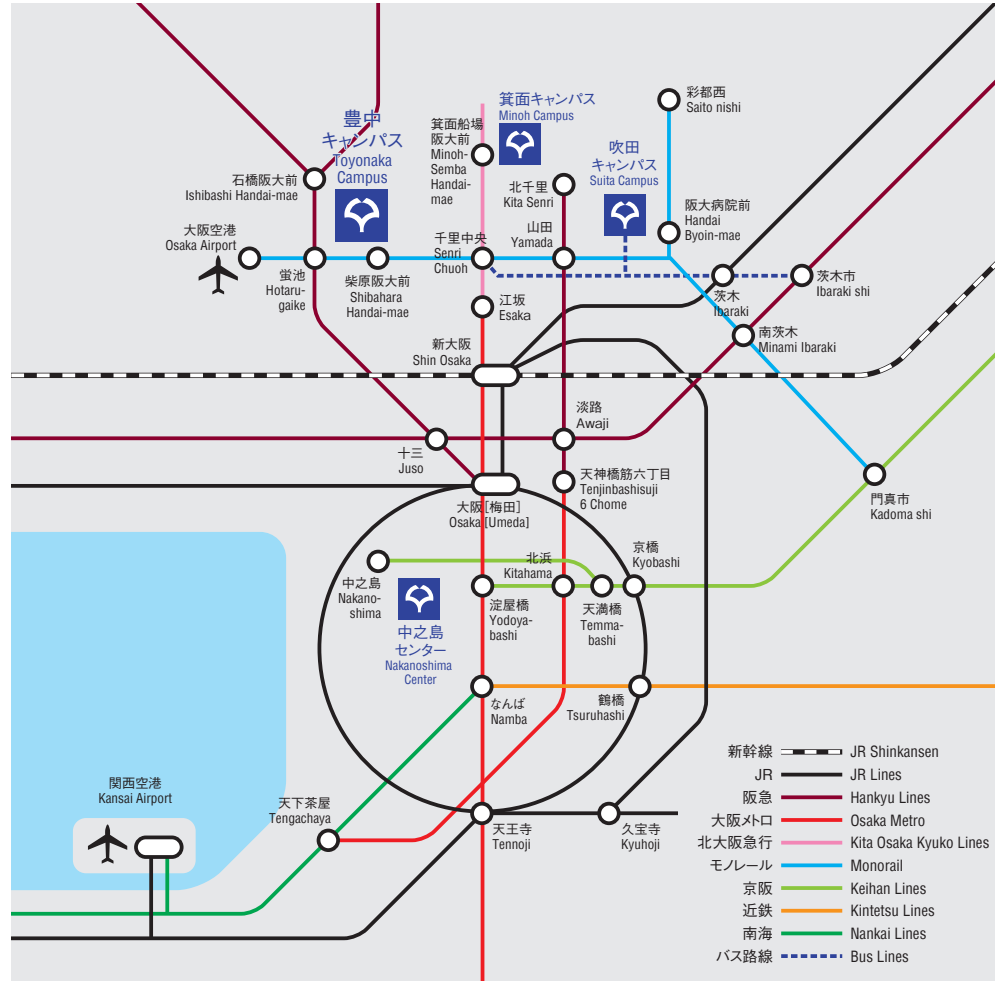 彩都西
Saito nishi
箕面キャンパス
Minoh Campus
豊中
キャンパス
Toyonaka
Campus
箕面船場
阪大前
Minoh-
Semba
Handai-
mae
吹田
キャンパス
Suita Campus
石橋阪大前
Ishibashi Handai-mae
北千里
Kita Senri
阪大病院前
Handai
Byoin-mae
大阪空港
Osaka Airport
千里中央
Senri
Chuoh
山田
Yamada
蛍池
Hotaru-
gaike
柴原阪大前
Shibahara
Handai-mae
茨木
Ibaraki
茨木市
Ibaraki shi
江坂
Esaka
南茨木
Minami Ibaraki
新大阪
Shin Osaka
淡路
Awaji
十三
Juso
天神橋筋六丁目
Tenjinbashisuji
6 Chome
大阪[梅田]
Osaka [Umeda]
門真市
Kadoma shi
京橋
Kyobashi
北浜
Kitahama
中之島
Nakano-
shima
淀屋橋
Yodoya-
bashi
天満橋
Temma-
bashi
中之島
センター
Nakanoshima
Center
なんば
Namba
鶴橋
Tsuruhashi
関西空港
Kansai Airport
天下茶屋
Tengachaya
天王寺
Tennoji
久宝寺
Kyuhoji
新幹線 JR Shinkansen
JR JR Lines
阪急 Hankyu Lines
大阪メトロ Osaka Metro
北大阪急行 Kita Osaka Kyuko Lines
モノレール Monorail
京阪 Keihan Lines
近鉄 Kintetsu Lines
南海 Nankai Lines
バス路線 Bus Lines